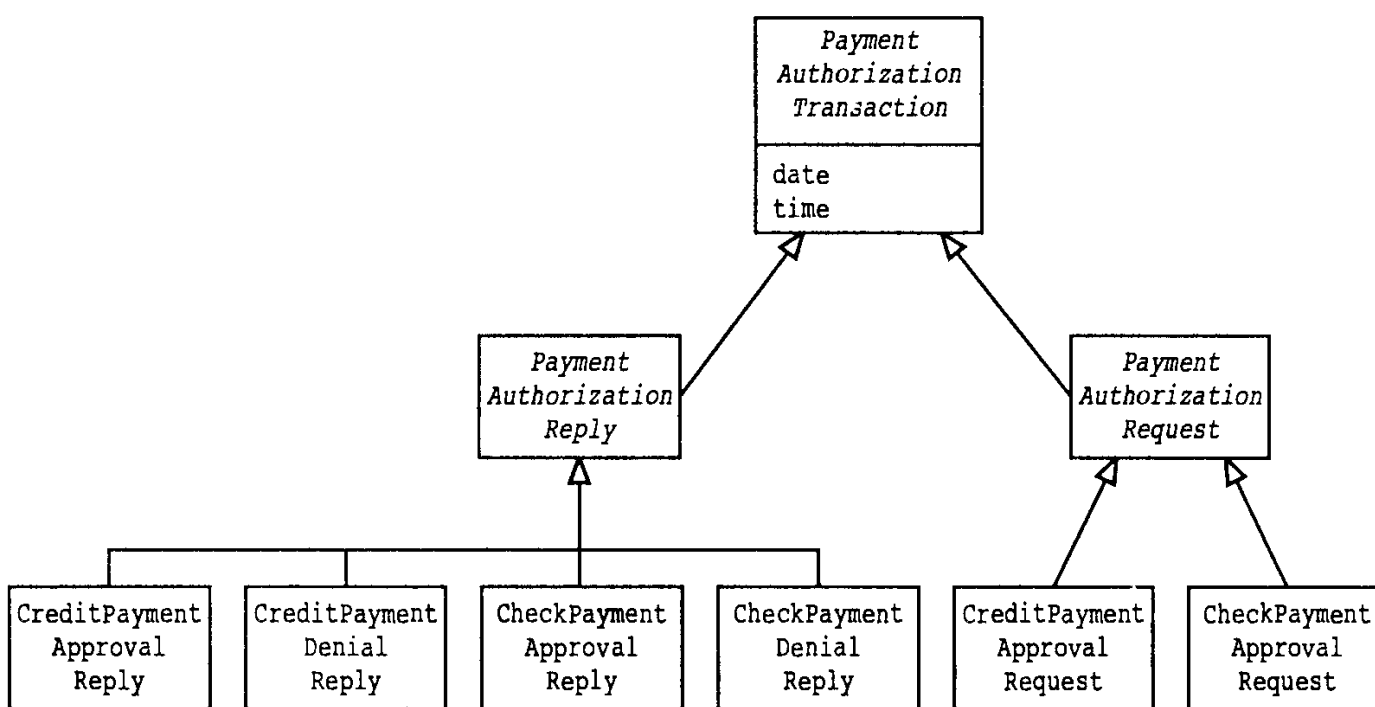 Payment
Authorization
Transaction
date
time
Payment
Authorization
Reply
Payment
Authorization
Request
CreditPayment
Approval
Reply
CreditPayment
Denial
Reply
CheckPayment
Approval
Reply
CheckPayment
Denial
Reply
CreditPayment
Approval
Request
CheckPayment
Approval
Request